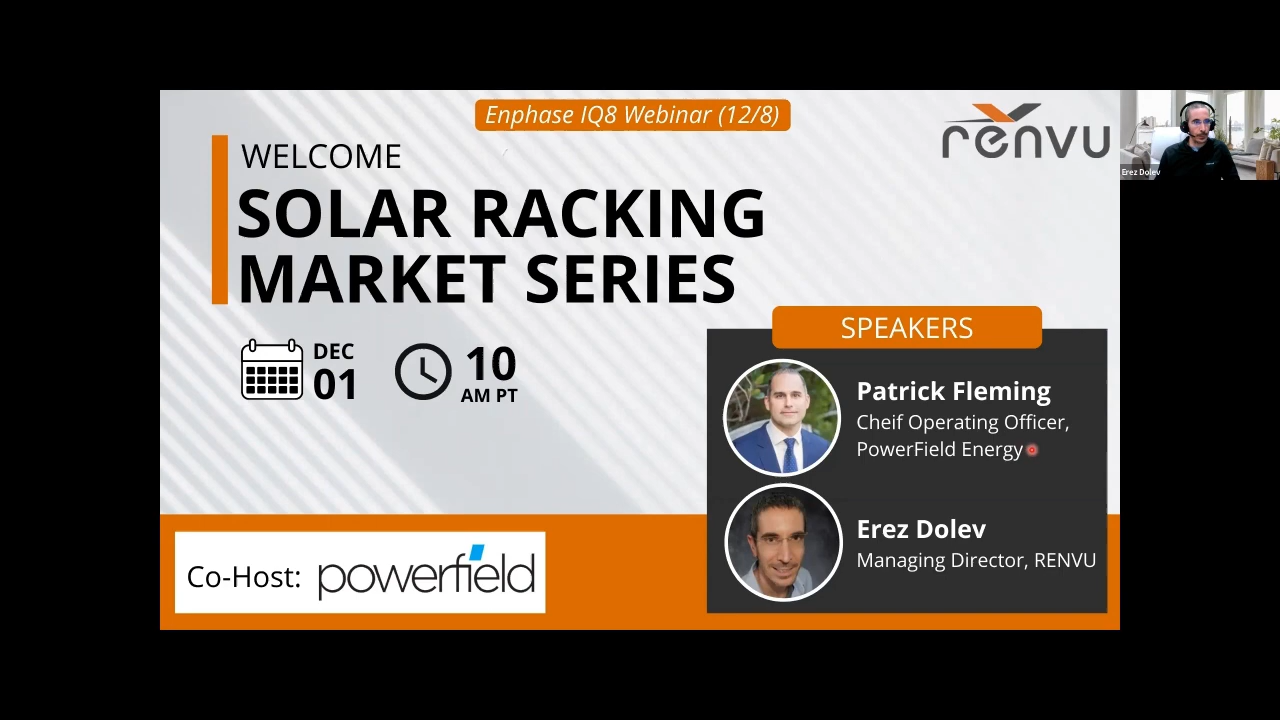 Enphase IQ8 Webinar (12/8)
renvu
WELCOME
SOLAR RACKING
MARKET SERIES
DEC
01
10
AM PT
SPEAKERS
Patrick Fleming
Cheif Operating Officer,
PowerField Energy
Erez Dolev
Managing Director, RENVU
Co-Host: powerfield
Erez Dolev